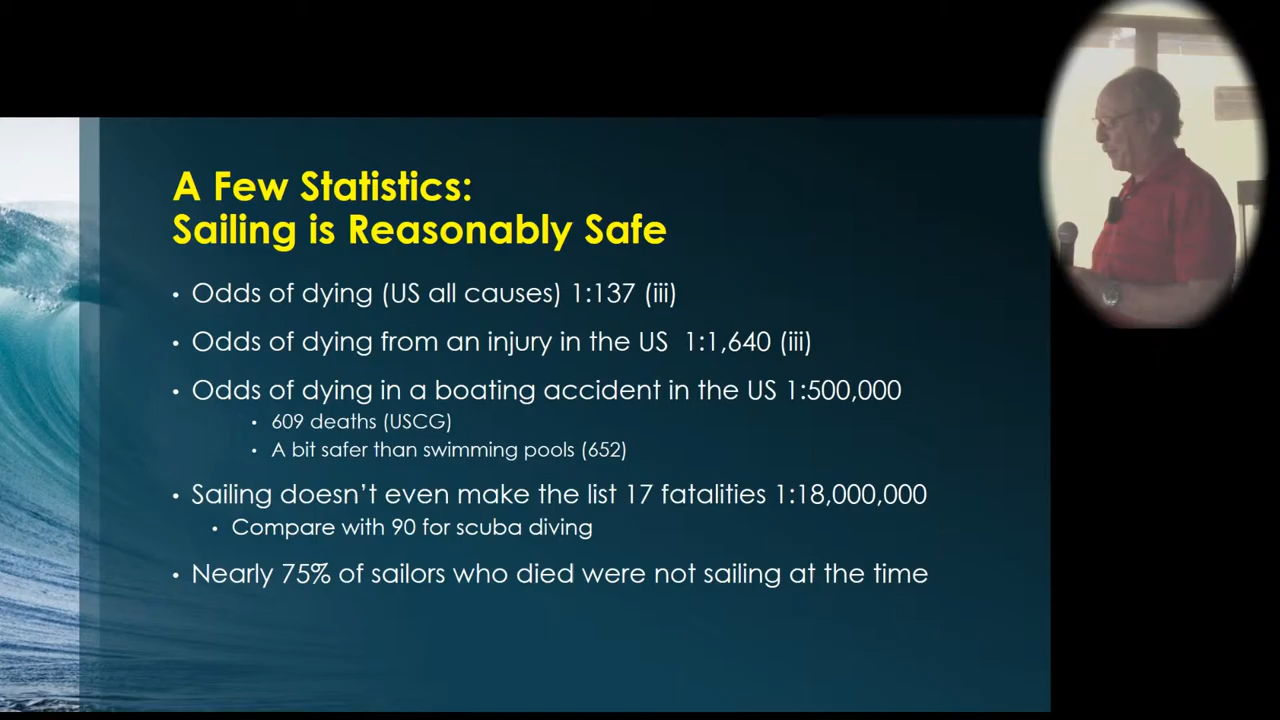 A Few Statistics:
Sailing is Reasonably Safe
• Odds of dying (US all causes) 1:137 (iii)
• Odds of dying from an injury in the US 1:1,640 (iii)
• Odds of dying in a boating accident in the US 1:500,000
• 609 deaths (USCG)
• A bit safer than swimming pools (652)
• Sailing doesn't even make the list 17 fatalities 1:18,000,000
• Compare with 90 for scuba diving
• Nearly 75% of sailors who died were not sailing at the time